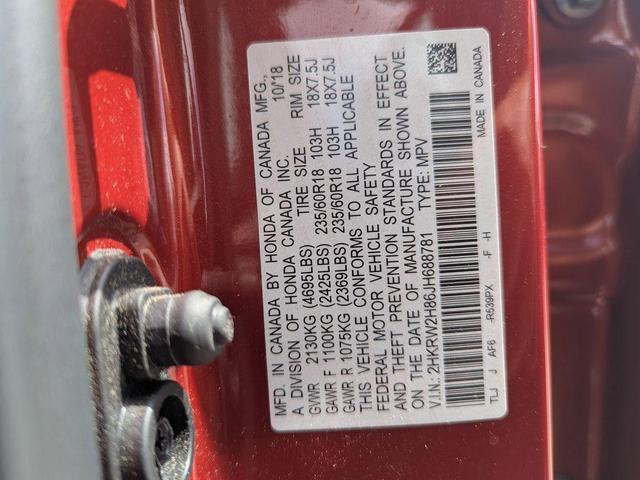 MFD. IN CANADA BY HONDA OF CANADA MFG.,
A DIVISION OF HONDA CANADA INC. 10/18
GVWR 2130KG (4695LBS) TIRE SIZE RIM SIZE
GAWR F 1100KG (2425LBS) 235/60R18 103H 18X7.5J
GAWR R 1075KG (2369LBS) 235/60R18 103H 18X7.5J
THIS VEHICLE CONFORMS TO ALL APPLICABLE
FEDERAL MOTOR VEHICLE SAFETY
AND THEFT PREVENTION STANDARDS IN EFFECT
ON THE DATE OF MANUFACTURE SHOWN ABOVE.
V.I.N.: 2HKRW2H86JH688781 TYPE: MPV
TLJ J AF6 -R539PX -F -H MADE IN CANADA